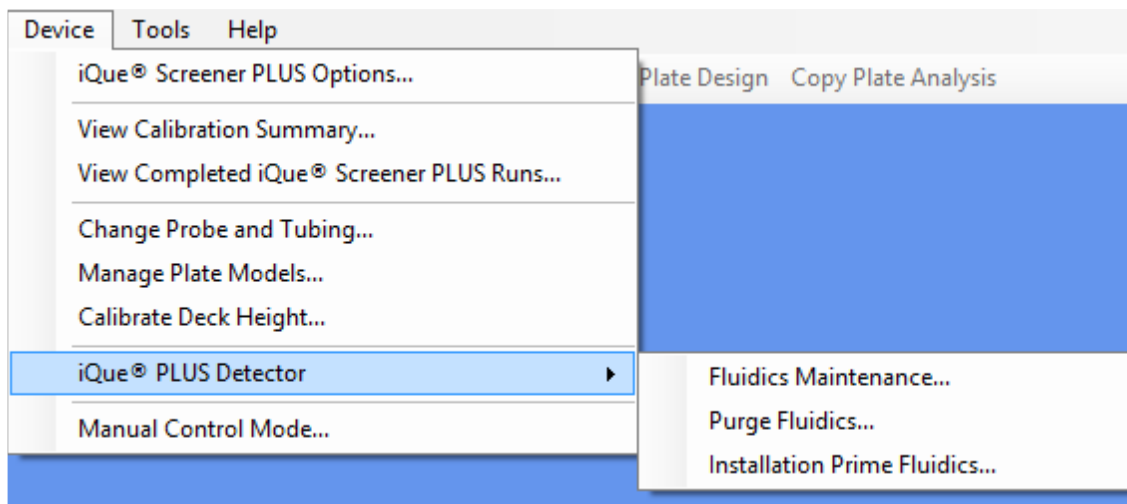 Device Tools Help
iQue® Screener PLUS Options...
Plate Design Copy Plate Analysis
View Calibration Summary...
View Completed iQue® Screener PLUS Runs...
Change Probe and Tubing...
Manage Plate Models...
Calibrate Deck Height...
iQue® PLUS Detector
Fluidics Maintenance...
Purge Fluidics...
Installation Prime Fluidics...
Manual Control Mode...